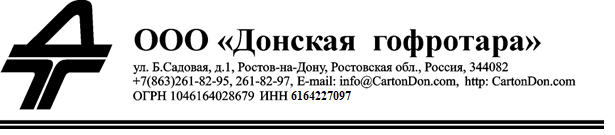 ООО «Донская гофротара»
ул. Б.Садовая, д.1, Ростов-на-Дону, Ростовская обл., Россия, 344082
+7(863)261-82-95, 261-82-97, E-mail: info@CartonDon.com, http: CartonDon.com
ОГРН 1046164028679 ИНН 6164227097